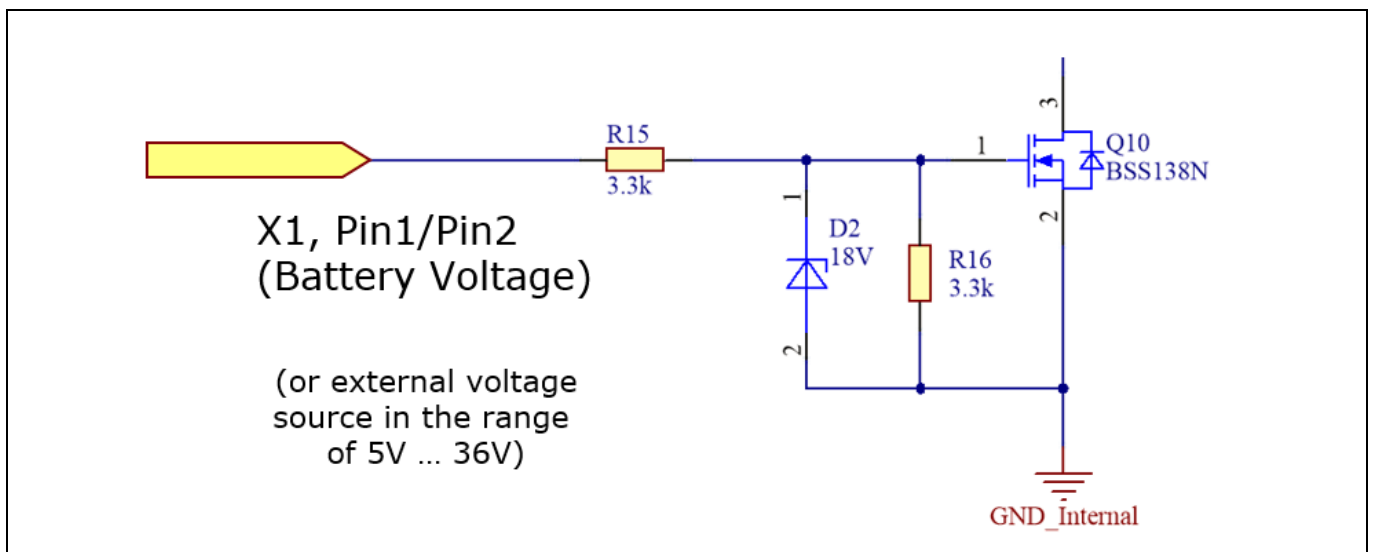 R15
3.3k
X1, Pin1/Pin2
(Battery Voltage)
(or external voltage
source in the range
of 5V ... 36V)
1
2
D2
18V
R16
3.3k
1
3
2
Q10
BSS138N
GND_Internal